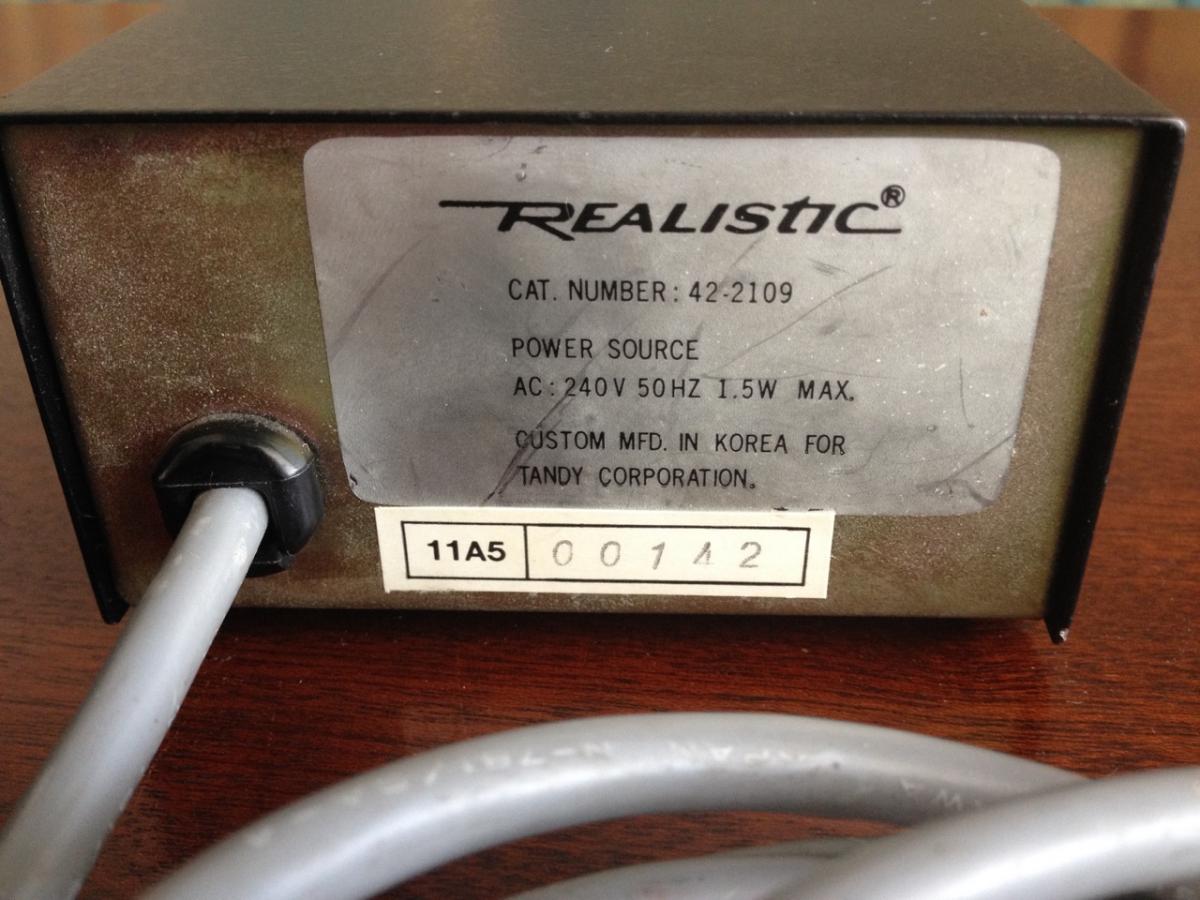 REALISTIC®
CAT. NUMBER: 42-2109
POWER SOURCE
AC: 240V 50HZ 1.5W MAX.
CUSTOM MFD. IN KOREA FOR
TANDY CORPORATION.
11A5 00142